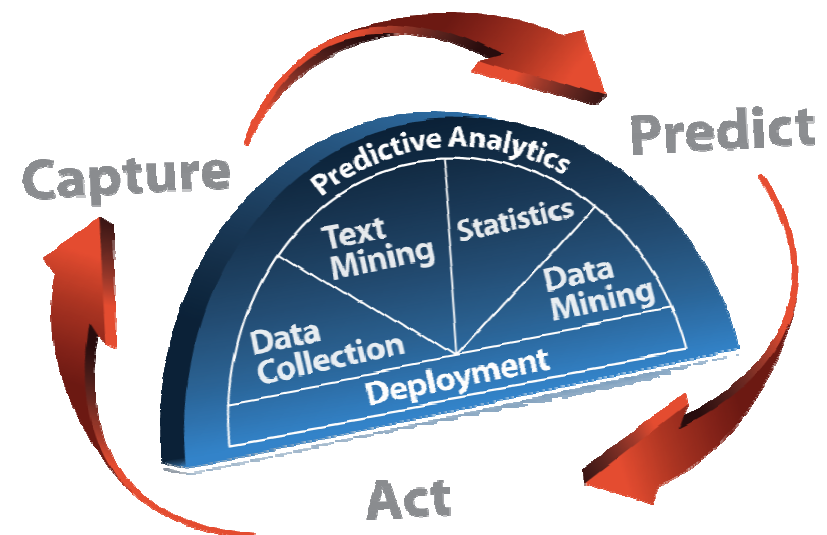 Capture
Predict
Predictive Analytics
Text
Mining
Statistics
Data
Mining
Data
Collection
Deployment
Act